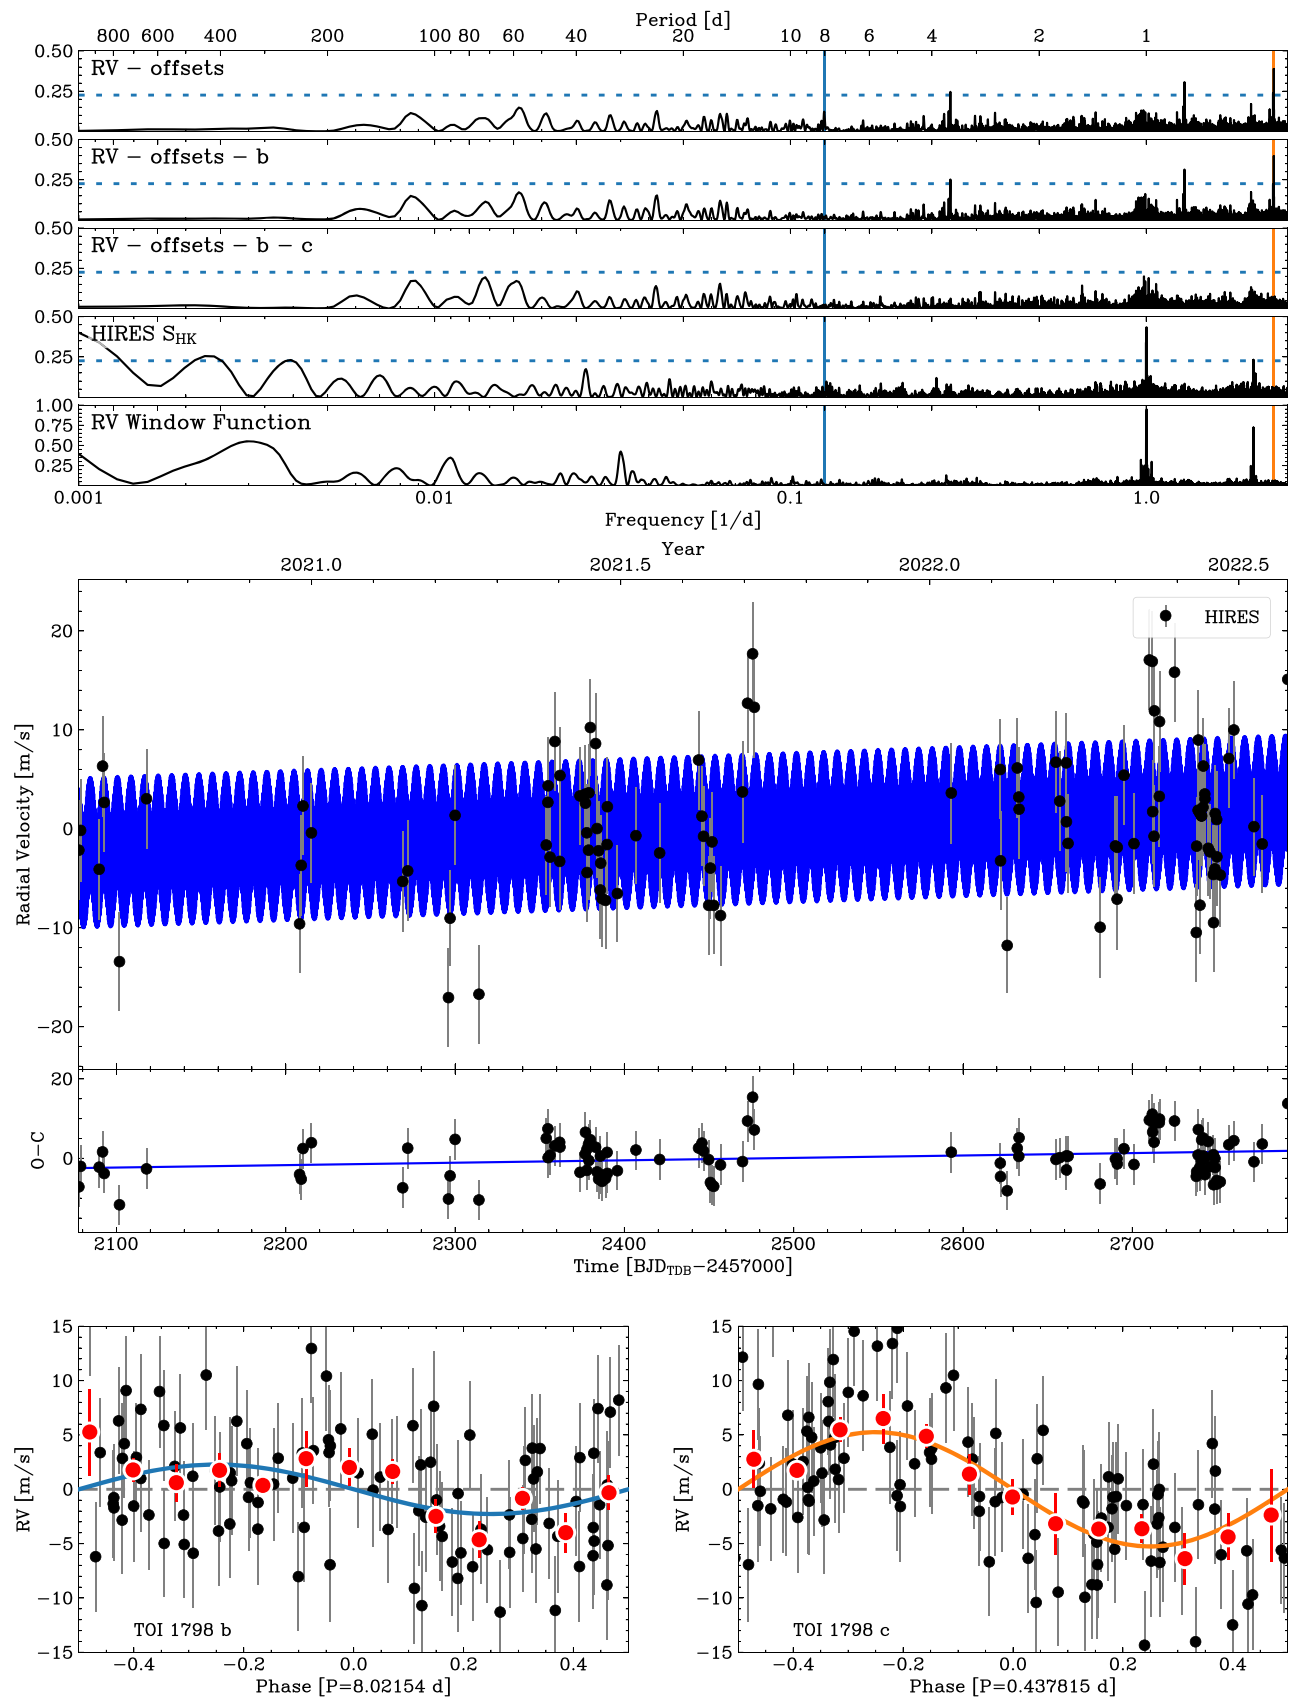 Period [d]
800 600 400 200 100 80 60 40 20 10 8 6 4 2 1
0.50
RV − offsets
0.25
0.50
RV − offsets − b
0.25
0.50
RV − offsets − b − c
0.25
0.50
HIRES S_HK
0.25
1.00
RV Window Function
0.75
0.50
0.25
0.001 0.01 0.1 1.0
Frequency [1/d]
Year
2021.0 2021.5 2022.0 2022.5
HIRES
20
10
0
−10
−20
Radial Velocity [m/s]
20
0
O−C
2100 2200 2300 2400 2500 2600 2700
Time [BJD_TDB−2457000]
15
10
5
0
−5
−10
−15
RV [m/s]
TOI 1798 b
−0.4 −0.2 0.0 0.2 0.4
Phase [P=8.02154 d]
15
10
5
0
−5
−10
−15
RV [m/s]
TOI 1798 c
−0.4 −0.2 0.0 0.2 0.4
Phase [P=0.437815 d]